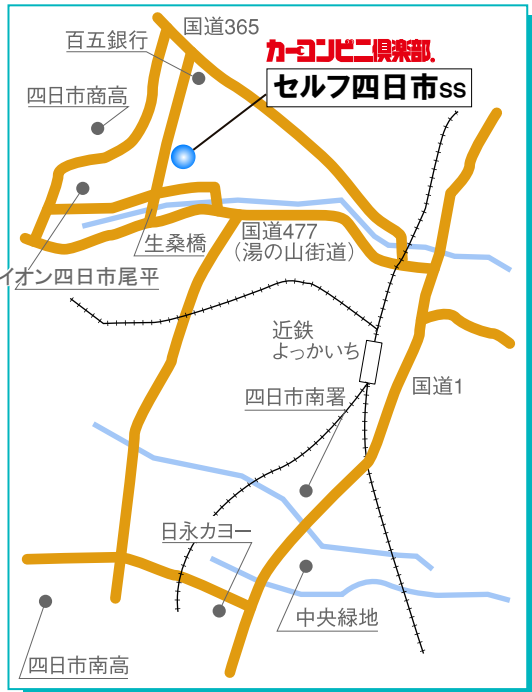 国道365
百五銀行
カーコンビニ倶楽部.
セルフ四日市SS
四日市商高
生桑橋
国道477
(湯の山街道)
イオン四日市尾平
近鉄
よっかいち
国道1
四日市南署
日永カヨー
中央緑地
四日市南高